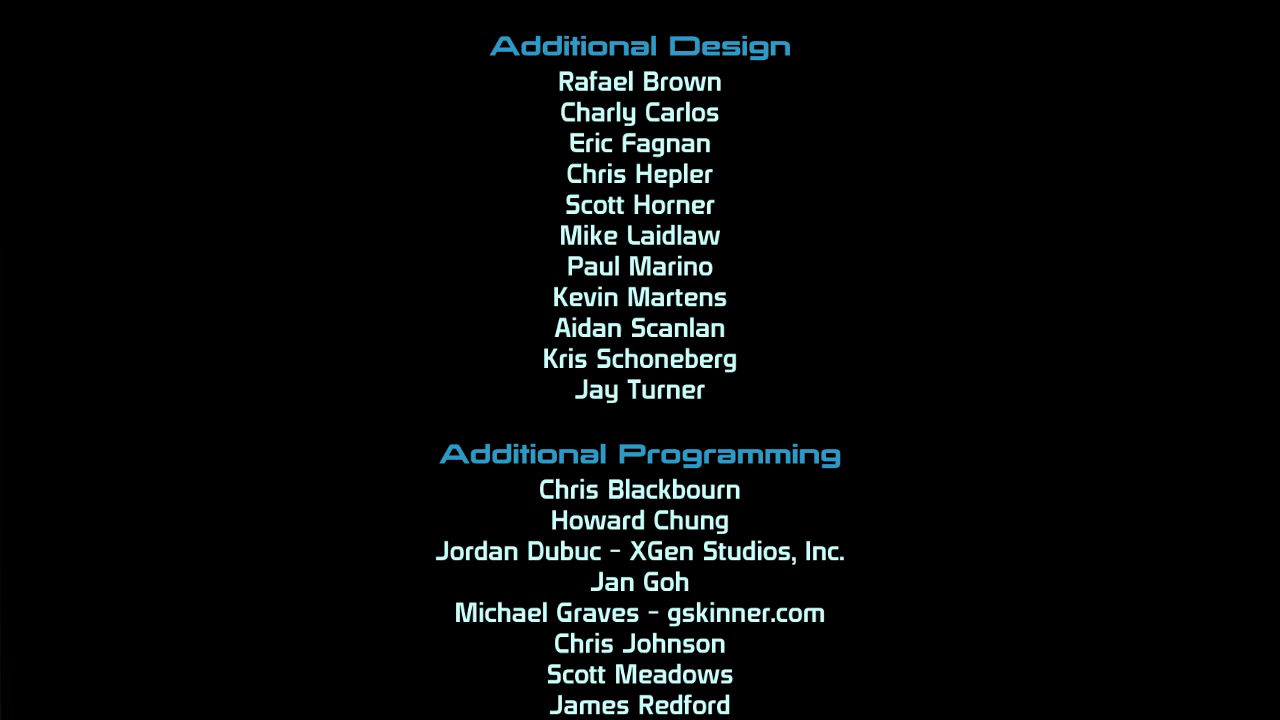 Additional Design
Rafael Brown
Charly Carlos
Eric Fagnan
Chris Hepler
Scott Horner
Mike Laidlaw
Paul Marino
Kevin Martens
Aidan Scanlan
Kris Schoneberg
Jay Turner
Additional Programming
Chris Blackbourn
Howard Chung
Jordan Dubuc - XGen Studios, Inc.
Jan Goh
Michael Graves - gskinner.com
Chris Johnson
Scott Meadows
James Redford